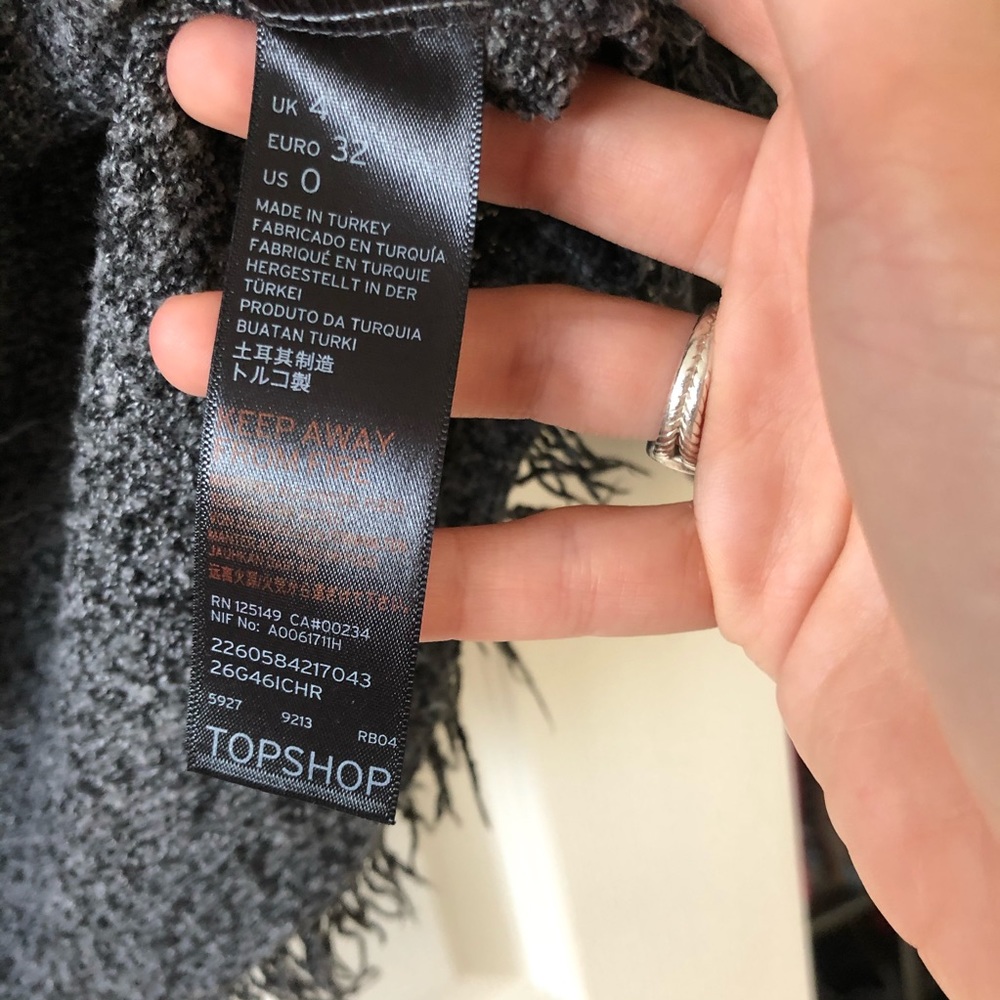 UK 4
EURO 32
US 0
MADE IN TURKEY
FABRICADO EN TURQUÍA
FABRIQUÉ EN TURQUIE
HERGESTELLT IN DER
TÜRKEI
PRODUTO DA TURQUIA
BUATAN TURKI
土耳其制造
トルコ製
KEEP AWAY
FROM FIRE
RN 125149 CA#00234
NIF No: A0061711H
2260584217043
26G46ICHR
5927 9213 RB04
TOPSHOP